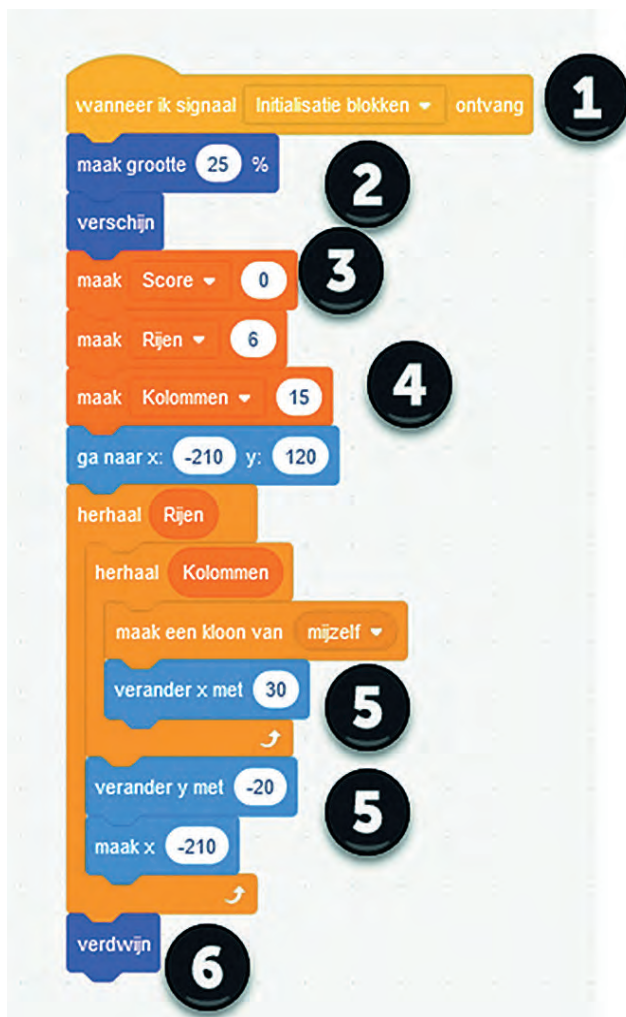 wanneer ik signaal Initialisatie blokken ontvang 1
maak grootte 25 %
2
verschijn
maak Score 0 3
maak Rijen 6
maak Kolommen 15 4
ga naar x: -210 y: 120
herhaal Rijen
herhaal Kolommen
maak een kloon van mijzelf
verander x met 30 5
verander y met -20 5
maak x -210
verdwijn 6